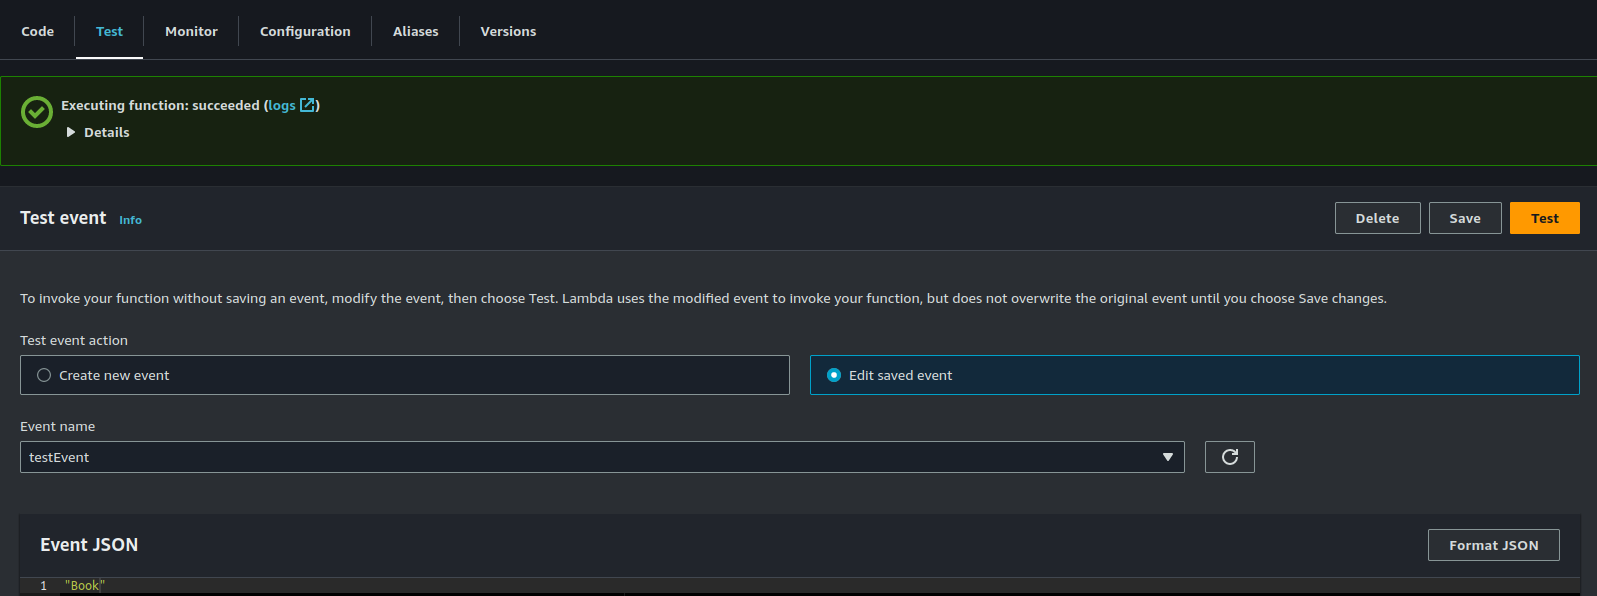 Code Test Monitor Configuration Aliases Versions
Executing function: succeeded (logs)
Details
Test event Info Delete Save Test
To invoke your function without saving an event, modify the event, then choose Test. Lambda uses the modified event to invoke your function, but does not overwrite the original event until you choose Save changes.
Test event action
Create new event Edit saved event
Event name
testEvent
Event JSON Format JSON
1 "Book"